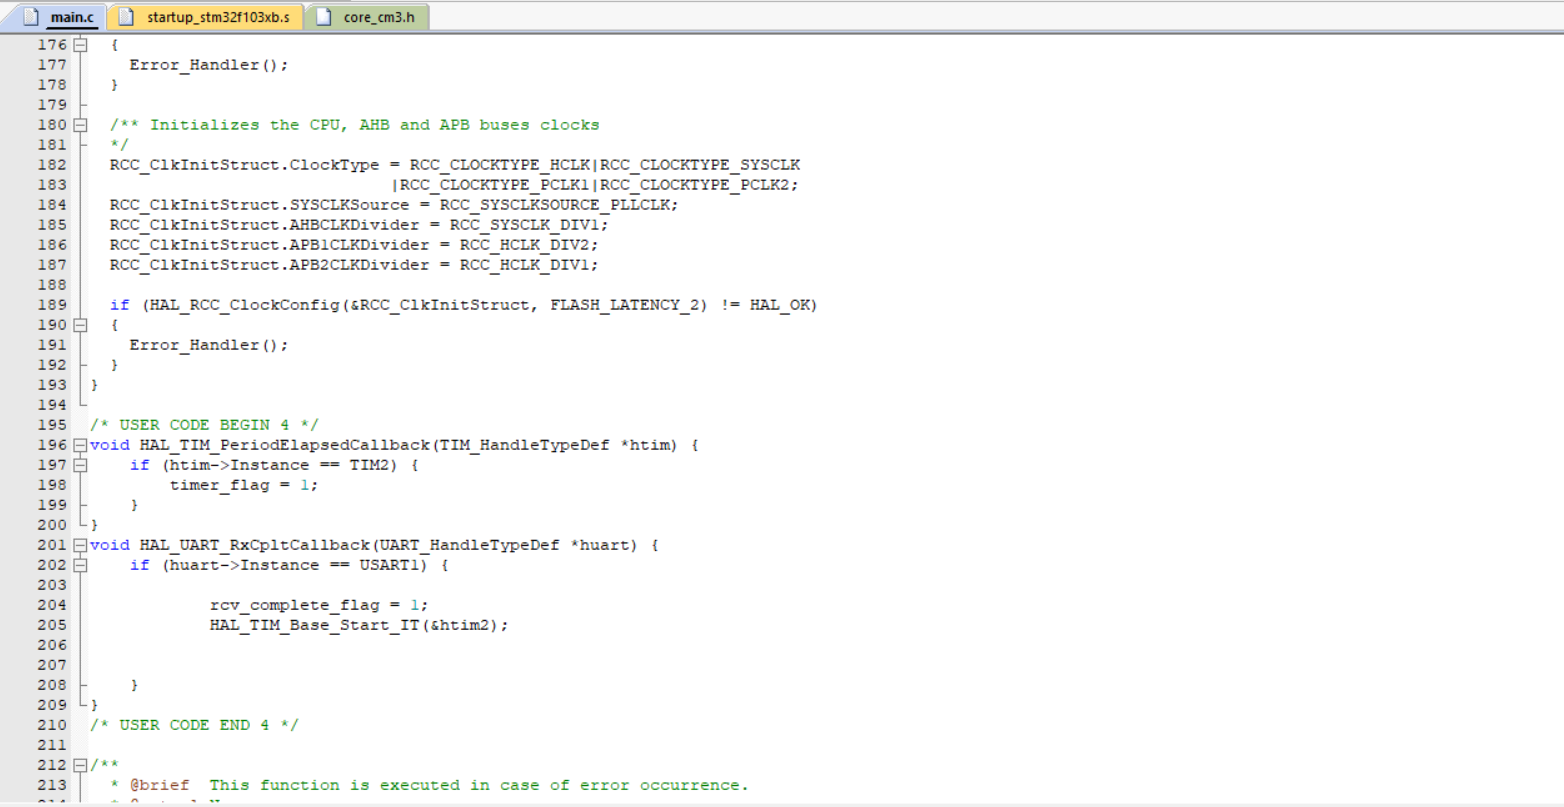 main.c startup_stm32f103xb.s core_cm3.h
176 {
177 Error_Handler();
178 }
179
180 /** Initializes the CPU, AHB and APB buses clocks
181 */
182 RCC_ClkInitStruct.ClockType = RCC_CLOCKTYPE_HCLK|RCC_CLOCKTYPE_SYSCLK
183 |RCC_CLOCKTYPE_PCLK1|RCC_CLOCKTYPE_PCLK2;
184 RCC_ClkInitStruct.SYSCLKSource = RCC_SYSCLKSOURCE_PLLCLK;
185 RCC_ClkInitStruct.AHBCLKDivider = RCC_SYSCLK_DIV1;
186 RCC_ClkInitStruct.APB1CLKDivider = RCC_HCLK_DIV2;
187 RCC_ClkInitStruct.APB2CLKDivider = RCC_HCLK_DIV1;
188
189 if (HAL_RCC_ClockConfig(&RCC_ClkInitStruct, FLASH_LATENCY_2) != HAL_OK)
190 {
191 Error_Handler();
192 }
193 }
194
195 /* USER CODE BEGIN 4 */
196 void HAL_TIM_PeriodElapsedCallback(TIM_HandleTypeDef *htim) {
197 if (htim->Instance == TIM2) {
198 timer_flag = 1;
199 }
200 }
201 void HAL_UART_RxCpltCallback(UART_HandleTypeDef *huart) {
202 if (huart->Instance == USART1) {
203
204 rcv_complete_flag = 1;
205 HAL_TIM_Base_Start_IT(&htim2);
206
207
208 }
209 }
210 /* USER CODE END 4 */
211
212 /**
213 * @brief This function is executed in case of error occurrence.